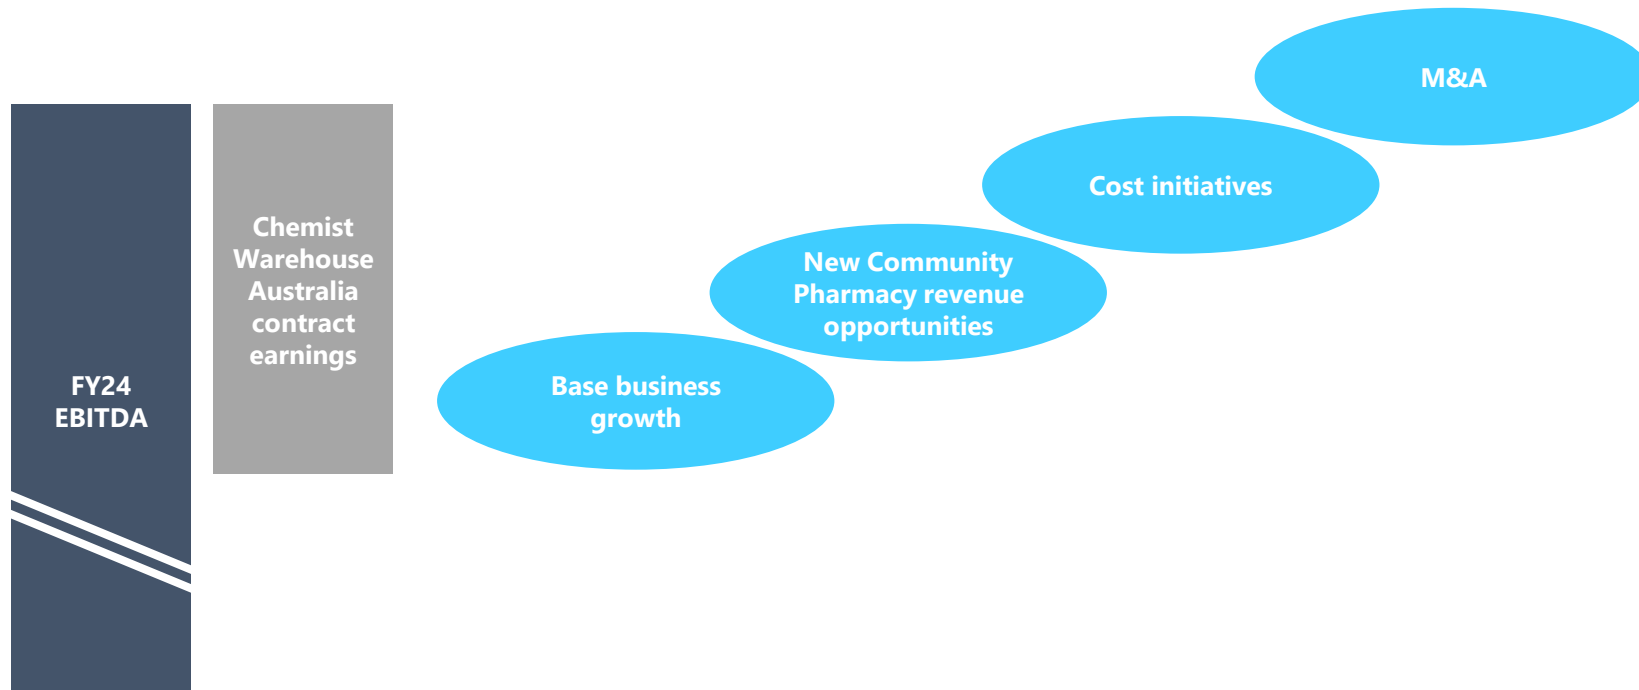 FY24
EBITDA
Chemist
Warehouse
Australia
contract
earnings
Base business
growth
New Community
Pharmacy revenue
opportunities
Cost initiatives
M&A